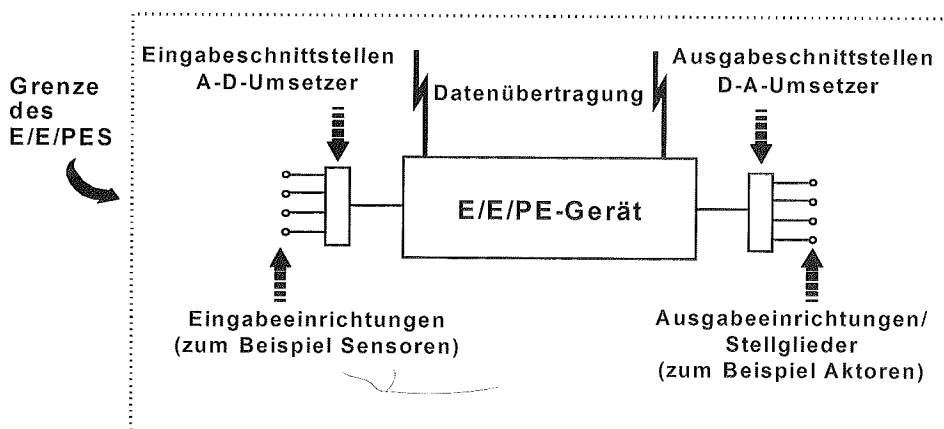 Eingabeschnittstellen
A-D-Umsetzer
Ausgabeschnittstellen
D-A-Umsetzer
Grenze
des
E/E/PES
Datenübertragung
E/E/PE-Gerät
Eingabeeinrichtungen
(zum Beispiel Sensoren)
Ausgabeeinrichtungen/
Stellglieder
(zum Beispiel Aktoren)